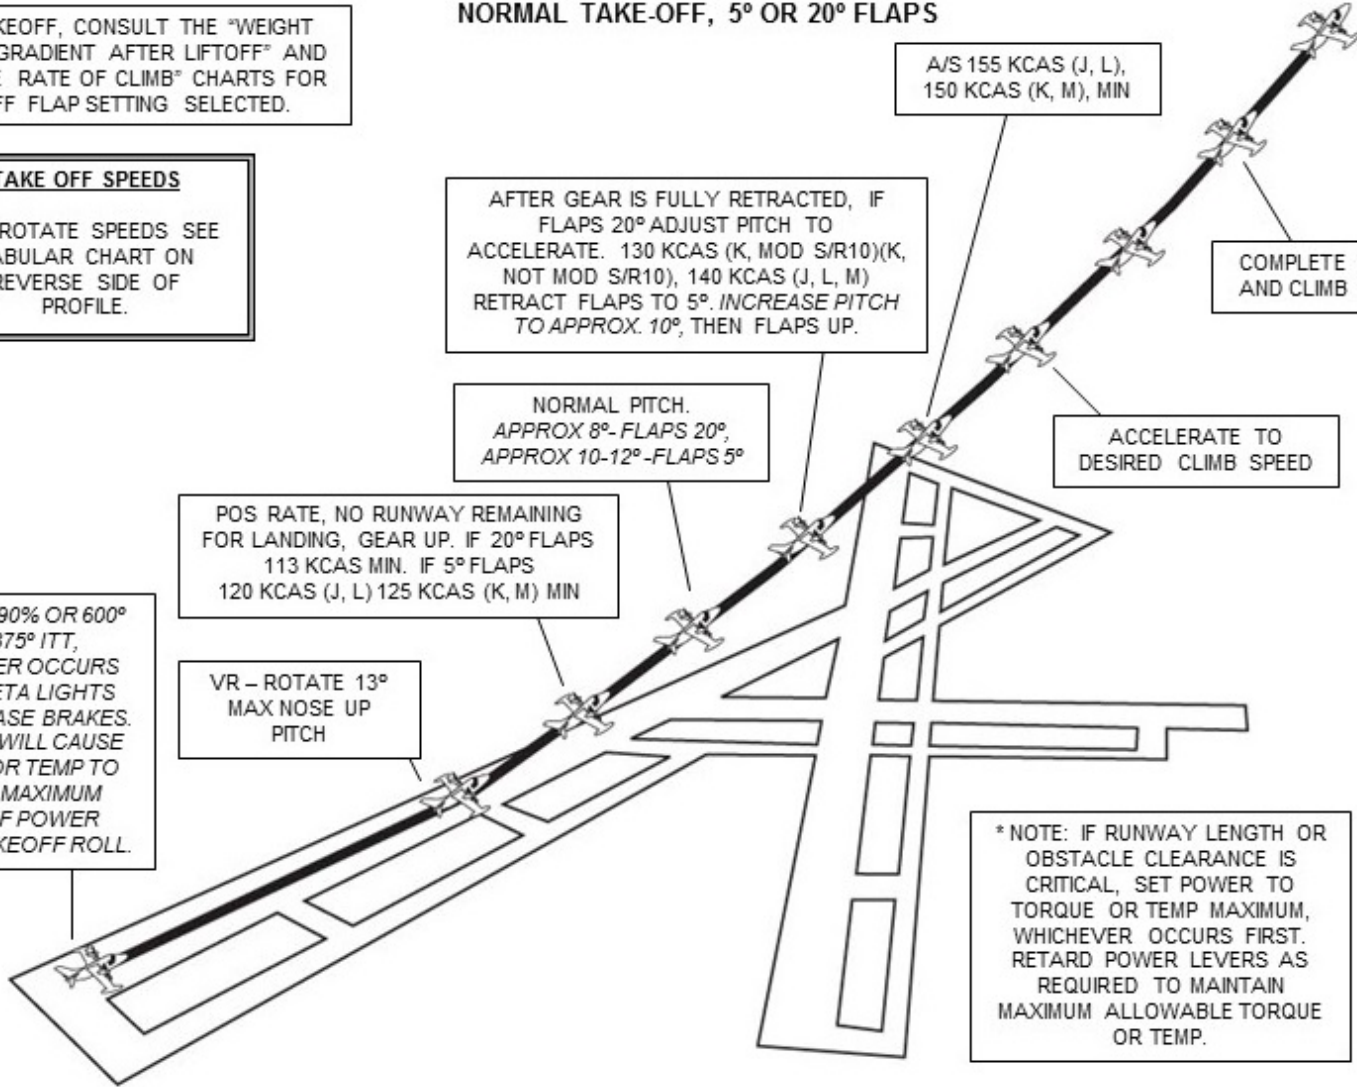 NORMAL TAKE-OFF, 5º OR 20º FLAPS
CONSULT THE "WEIGHT
GRADIENT AFTER LIFTOFF" AND
RATE OF CLIMB" CHARTS FOR
FLAP SETTING SELECTED.
TAKE OFF SPEEDS
ROTATE SPEEDS SEE
CHART ON
REVERSE SIDE OF
PROFILE.
A/S 155 KCAS (J, L),
150 KCAS (K, M), MIN
AFTER GEAR IS FULLY RETRACTED, IF
FLAPS 20º ADJUST PITCH TO
ACCELERATE. 130 KCAS (K, MOD S/R10)(K,
NOT MOD S/R10), 140 KCAS (J, L, M)
RETRACT FLAPS TO 5º. INCREASE PITCH
TO APPROX. 10º, THEN FLAPS UP.
COMPLETE
AND CLIMB
NORMAL PITCH.
APPROX 8º- FLAPS 20º,
APPROX 10-12º -FLAPS 5º
ACCELERATE TO
DESIRED CLIMB SPEED
POS RATE, NO RUNWAY REMAINING
FOR LANDING, GEAR UP. IF 20º FLAPS
113 KCAS MIN. IF 5º FLAPS
120 KCAS (J, L) 125 KCAS (K, M) MIN
90% OR 600º
875º ITT,
OCCURS
LIGHTS
BRAKES.
WILL CAUSE
OR TEMP TO
MAXIMUM
POWER
ROLL.
VR – ROTATE 13º
MAX NOSE UP
PITCH
* NOTE: IF RUNWAY LENGTH OR
OBSTACLE CLEARANCE IS
CRITICAL, SET POWER TO
TORQUE OR TEMP MAXIMUM,
WHICHEVER OCCURS FIRST.
RETARD POWER LEVERS AS
REQUIRED TO MAINTAIN
MAXIMUM ALLOWABLE TORQUE
OR TEMP.